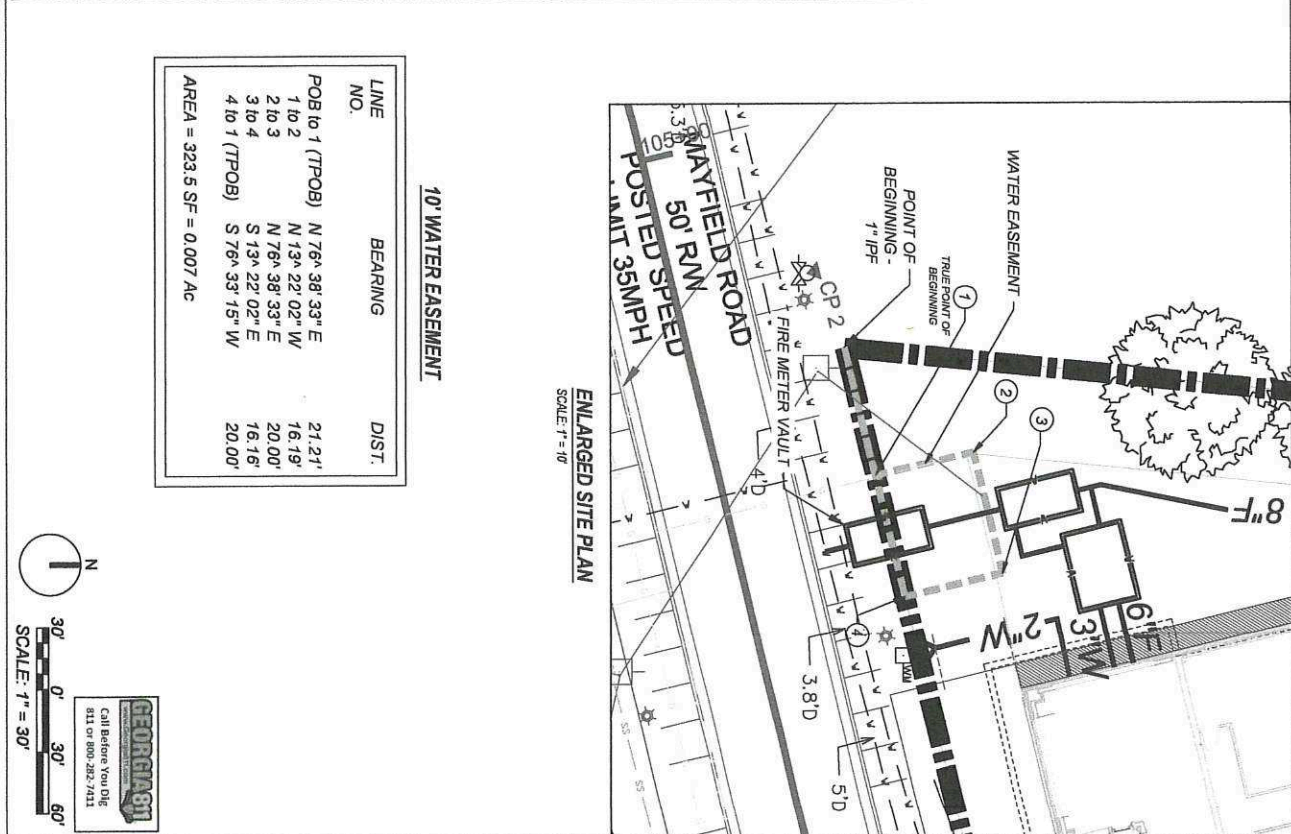 WATER EASEMENT
POINT OF
BEGINNING -
1" IPF
1
TRUE POINT OF
BEGINNING
2
3
4
8"F
6"F
3"W
2"W
WM
CP 2
FIRE METER VAULT
4'D
3.8'D
5'D
MAYFIELD ROAD
50' R/W
POSTED SPEED
LIMIT 35MPH
SS
SS
ENLARGED SITE PLAN
SCALE: 1" = 10'
10' WATER EASEMENT
LINE NO. BEARING DIST.
POB to 1 (TPOB) N 76^ 38' 33" E 21.21'
1 to 2 N 13^ 22' 02" W 16.19'
2 to 3 N 76^ 38' 33" E 20.00'
3 to 4 S 13^ 22' 02" E 16.16'
4 to 1 (TPOB) S 76^ 33' 15" W 20.00'
AREA = 323.5 SF = 0.007 Ac
N
30' 0' 30' 60'
SCALE: 1" = 30'
GEORGIA811
www.Georgia811.com
Call Before You Dig
811 or 800-282-7411